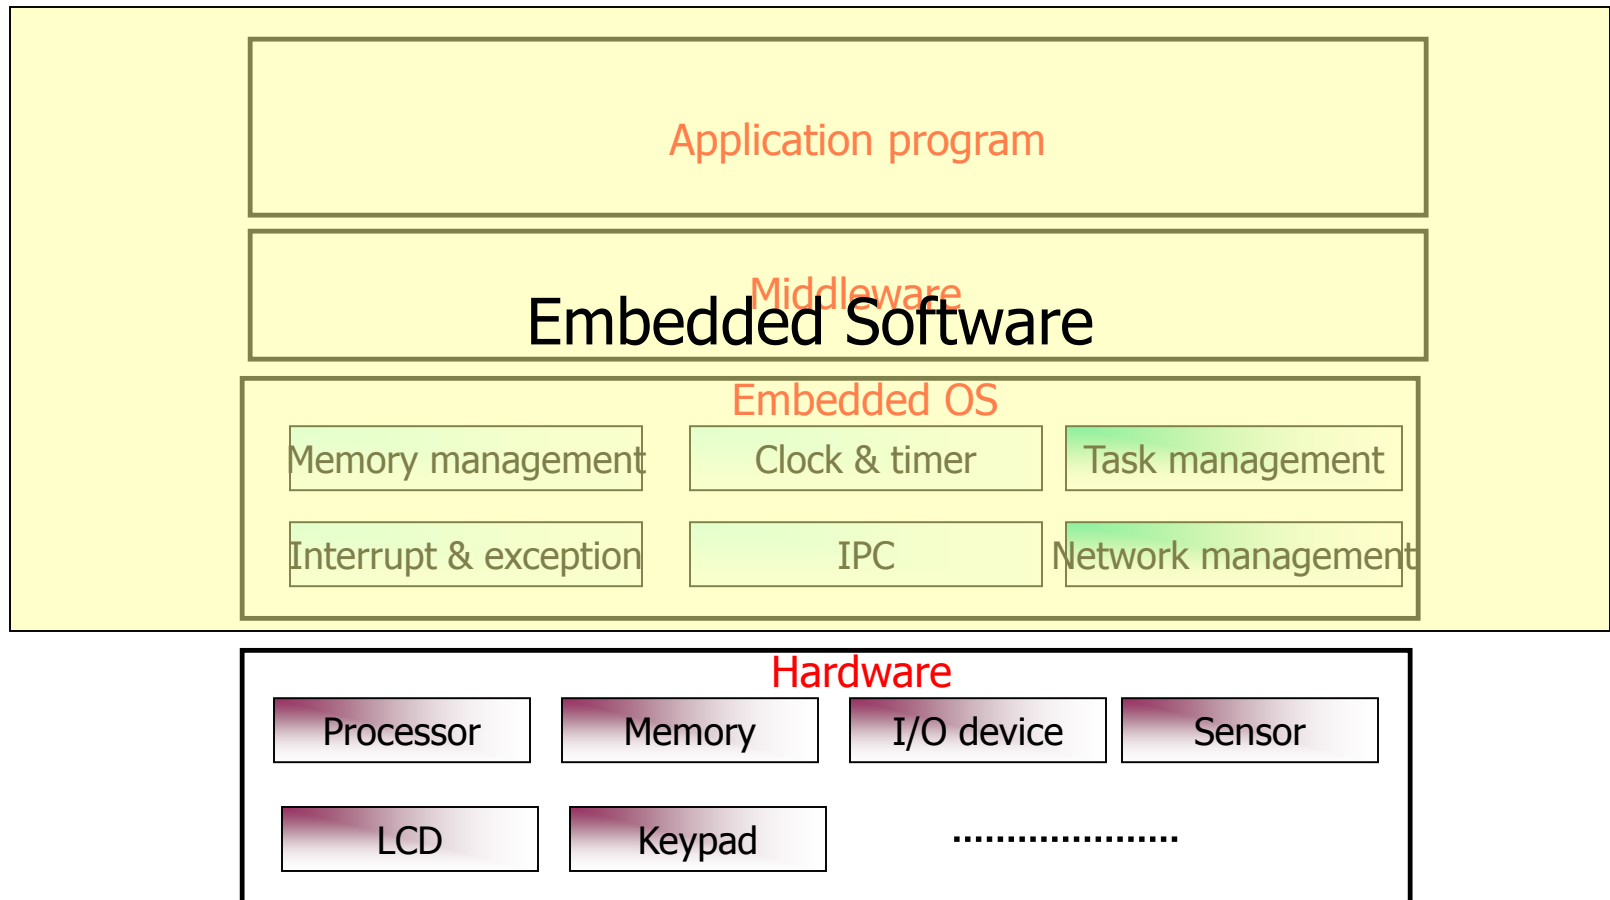 Application program
Middleware
Embedded Software
Embedded OS
Memory management
Clock & timer
Task management
Interrupt & exception
IPC
Network management
Hardware
Processor
Memory
I/O device
Sensor
LCD
Keypad
.....................